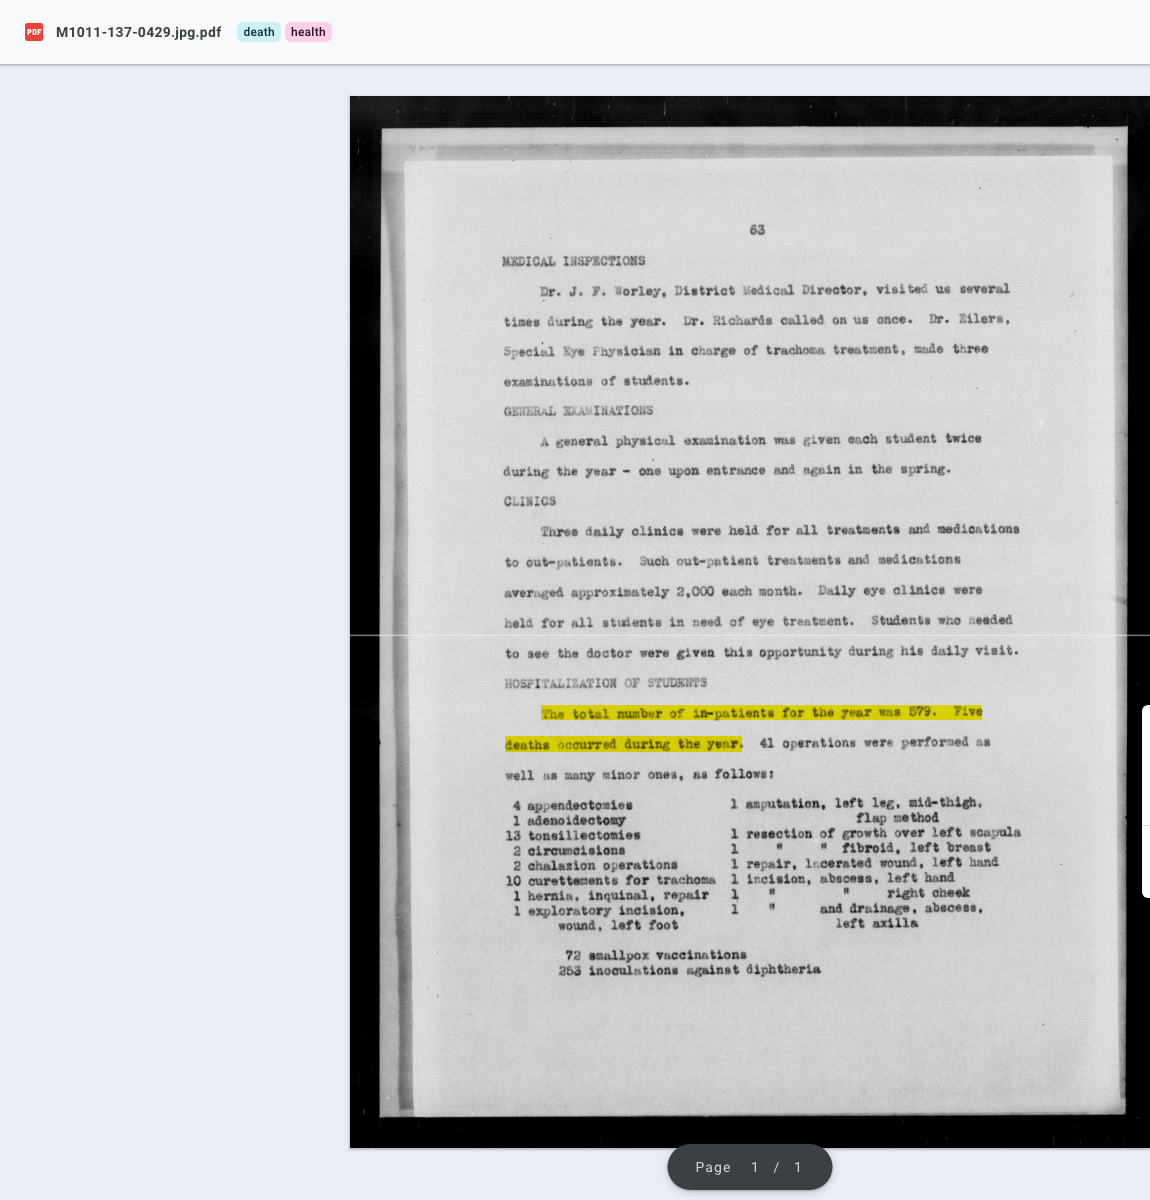 PDF M1011-137-0429.jpg.pdf death health
63
MEDICAL INSPECTIONS
Dr. J. F. Worley, District Medical Director, visited us several
times during the year. Dr. Richards called on us once. Dr. Eilers,
Special Eye Physician in charge of trachoma treatment, made three
examinations of students.
GENERAL EXAMINATIONS
A general physical examination was given each student twice
during the year - one upon entrance and again in the spring.
CLINICS
Three daily clinics were held for all treatments and medications
to out-patients. Such out-patient treatments and medications
averaged approximately 2,000 each month. Daily eye clinics were
held for all students in need of eye treatment. Students who needed
to see the doctor were given this opportunity during his daily visit.
HOSPITALIZATION OF STUDENTS
The total number of in-patients for the year was 579. Five
deaths occurred during the year. 41 operations were performed as
well as many minor ones, as follows:
4 appendectomies
1 adenoidectomy
13 tonsillectomies
2 circumcisions
2 chalazion operations
10 curettements for trachoma
1 hernia, inquinal, repair
1 exploratory incision,
wound, left foot
1 amputation, left leg, mid-thigh,
flap method
1 resection of growth over left scapula
1 " " fibroid, left breast
1 repair, lacerated wound, left hand
1 incision, abscess, left hand
1 " " right cheek
1 " and drainage, abscess,
left axilla
72 smallpox vaccinations
253 inoculations against diphtheria
Page 1 / 1